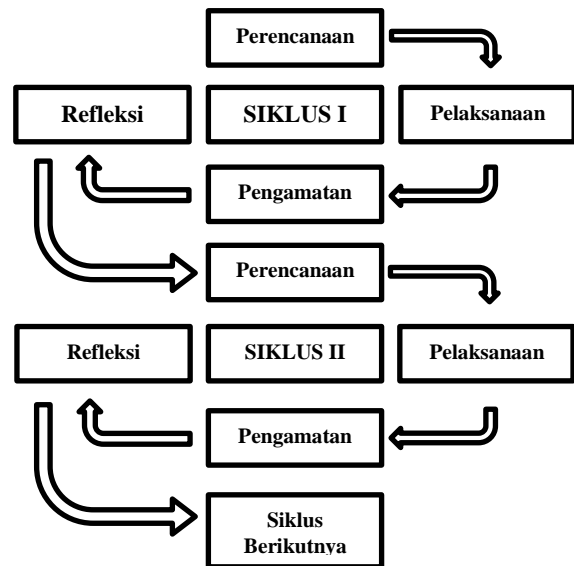 Perencanaan
Refleksi
SIKLUS I
Pelaksanaan
Pengamatan
Perencanaan
Refleksi
SIKLUS II
Pelaksanaan
Pengamatan
Siklus
Berikutnya